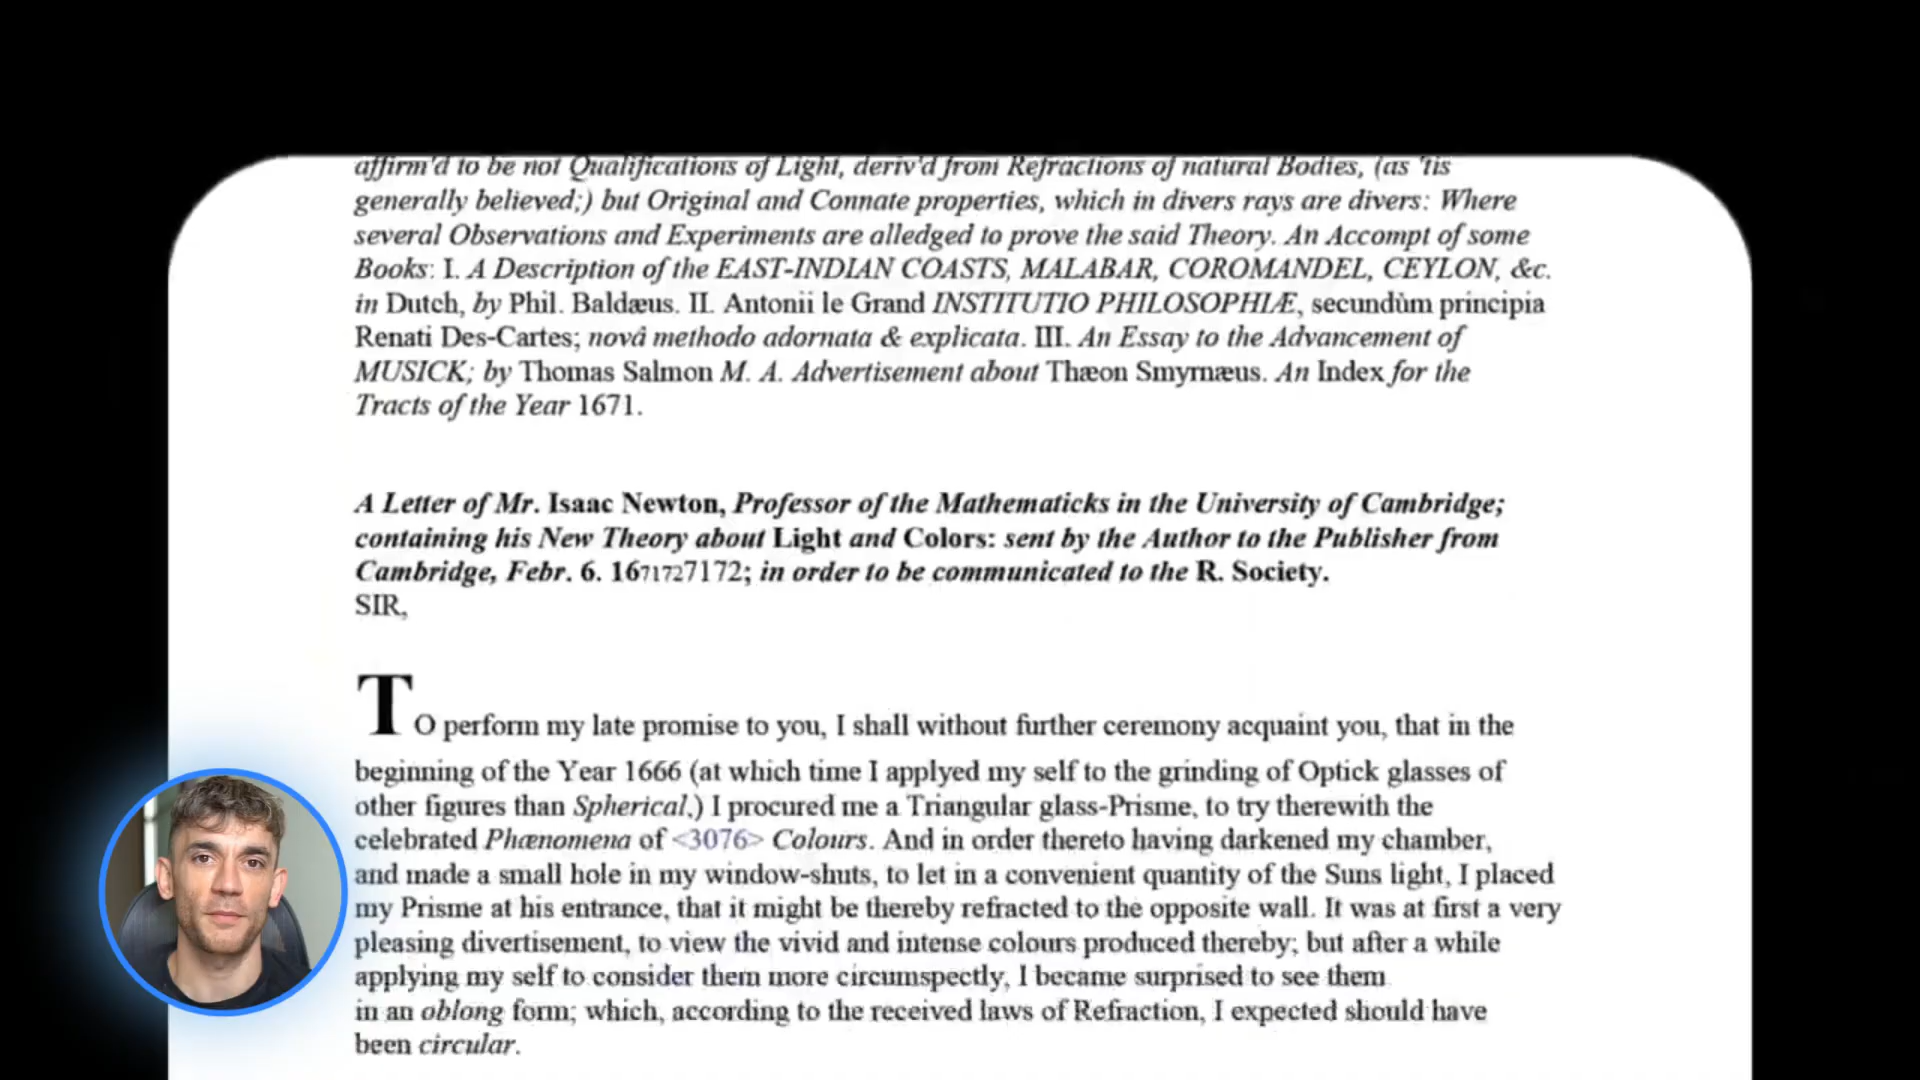 affirm'd to be not Qualifications of Light, deriv'd from Refractions of natural Bodies, (as 'tis
generally believed;) but Original and Connate properties, which in divers rays are divers: Where
several Observations and Experiments are alledged to prove the said Theory. An Accompt of some
Books: I. A Description of the EAST-INDIAN COASTS, MALABAR, COROMANDEL, CEYLON, &c.
in Dutch, by Phil. Baldæus. II. Antonii le Grand INSTITUTIO PHILOSOPHIÆ, secundùm principia
Renati Des-Cartes; novâ methodo adornata & explicata. III. An Essay to the Advancement of
MUSICK; by Thomas Salmon M. A. Advertisement about Thæon Smyrnæus. An Index for the
Tracts of the Year 1671.
A Letter of Mr. Isaac Newton, Professor of the Mathematicks in the University of Cambridge;
containing his New Theory about Light and Colors: sent by the Author to the Publisher from
Cambridge, Febr. 6. 1671727172; in order to be communicated to the R. Society.
SIR,
TO perform my late promise to you, I shall without further ceremony acquaint you, that in the
beginning of the Year 1666 (at which time I applyed my self to the grinding of Optick glasses of
other figures than Spherical,) I procured me a Triangular glass-Prisme, to try therewith the
celebrated Phænomena of <3076> Colours. And in order thereto having darkened my chamber,
and made a small hole in my window-shuts, to let in a convenient quantity of the Suns light, I placed
my Prisme at his entrance, that it might be thereby refracted to the opposite wall. It was at first a very
pleasing divertisement, to view the vivid and intense colours produced thereby; but after a while
applying my self to consider them more circumspectly, I became surprised to see them
in an oblong form; which, according to the received laws of Refraction, I expected should have
been circular.